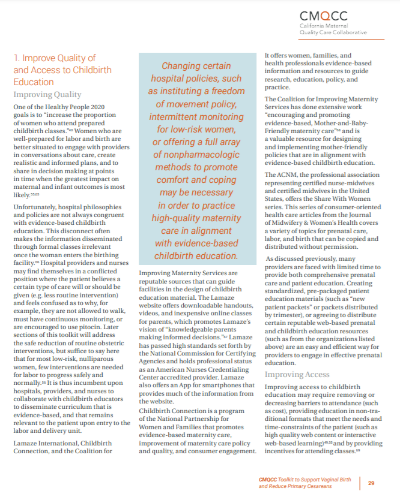 CMQCC
California Maternal
Quality Care Collaborative
1. Improve Quality of
and Access to Childbirth
Education
Improving Quality
One of the Healthy People 2020
goals is to "increase the proportion
of women who attend prepared
childbirth classes." Women who are
well-prepared for labor and birth are
better situated to engage with providers
in conversations about care, create
realistic and informed plans, and to
share in decision making at points
in time when the greatest impact on
maternal and infant outcomes is most
likely.
Unfortunately, hospital philosophies
and policies are not always congruent
with evidence-based childbirth
education. This disconnect often
makes the information disseminated
through formal classes irrelevant
once the woman enters the birthing
facility. Hospital providers and nurses
may find themselves in a conflicted
position where the patient believes a
certain type of care will or should be
given (e.g. less routine intervention)
and feels confused as to why, for
example, they are not allowed to walk,
must have continuous monitoring, or
are encouraged to use pitocin. Later
sections of this toolkit will address
the safe reduction of routine obstetric
interventions, but suffice to say here
that for most low-risk, nulliparous
women, few interventions are needed
for labor to progress safely and
normally. It is thus incumbent upon
hospitals, providers, and nurses to
collaborate with childbirth educators
to disseminate curriculum that is
evidence-based, and that remains
relevant to the patient upon entry to the
labor and delivery unit.
Lamaze International, Childbirth
Connection, and the Coalition for
Changing certain
hospital policies, such
as instituting a freedom
of movement policy,
intermittent monitoring
for low-risk women,
or offering a full array
of nonpharmacologic
methods to promote
comfort and coping
may be necessary
in order to practice
high-quality maternity
care in alignment
with evidence-based
childbirth education.
Improving Maternity Services are
reputable sources that can guide
facilities in the design of childbirth
education material. The Lamaze
website offers downloadable handouts,
videos, and inexpensive online classes
for parents, which promotes Lamaze's
vision of "knowledgeable parents
making informed decisions." Lamaze
has passed high standards set forth by
the National Commission for Certifying
Agencies and holds professional status
as an American Nurses Credentialing
Center accredited provider. Lamaze
also offers an App for smartphones that
provides much of the information from
the website.
Childbirth Connection is a program
of the National Partnership for
Women and Families that promotes
evidence-based maternity care,
improvement of maternity care policy
and quality, and consumer engagement.
It offers women, families, and
health professionals evidence-based
information and resources to guide
research, education, policy, and
practice.
The Coalition for Improving Maternity
Services has done extensive work
"encouraging and promoting
evidence-based, Mother-and-Baby-
Friendly maternity care" and is
a valuable resource for designing
and implementing mother-friendly
policies that are in alignment with
evidence-based childbirth education.
The ACNM, the professional association
representing certified nurse-midwives
and certified midwives in the United
States, offers the Share With Women
series. This series of consumer-oriented
health care articles from the Journal
of Midwifery & Women's Health covers
a variety of topics for prenatal care,
labor, and birth that can be copied and
distributed without permission.
As discussed previously, many
providers are faced with limited time to
provide both comprehensive prenatal
care and patient education. Creating
standardized, pre-packaged patient
education materials (such as "new
patient packets" or packets distributed
by trimester), or agreeing to distribute
certain reputable web-based prenatal
and childbirth education resources
(such as from the organizations listed
above) are an easy and efficient way for
providers to engage in effective prenatal
education.
Improving Access
Improving access to childbirth
education may require removing or
decreasing barriers to attendance (such
as cost), providing education in non-tra-
ditional formats that meet the needs and
time-constraints of the patient (such as
high quality web content or interactive
web-based learning) and by providing
incentives for attending classes.
CMQCC Toolkit to Support Vaginal Birth
and Reduce Primary Cesareans
29